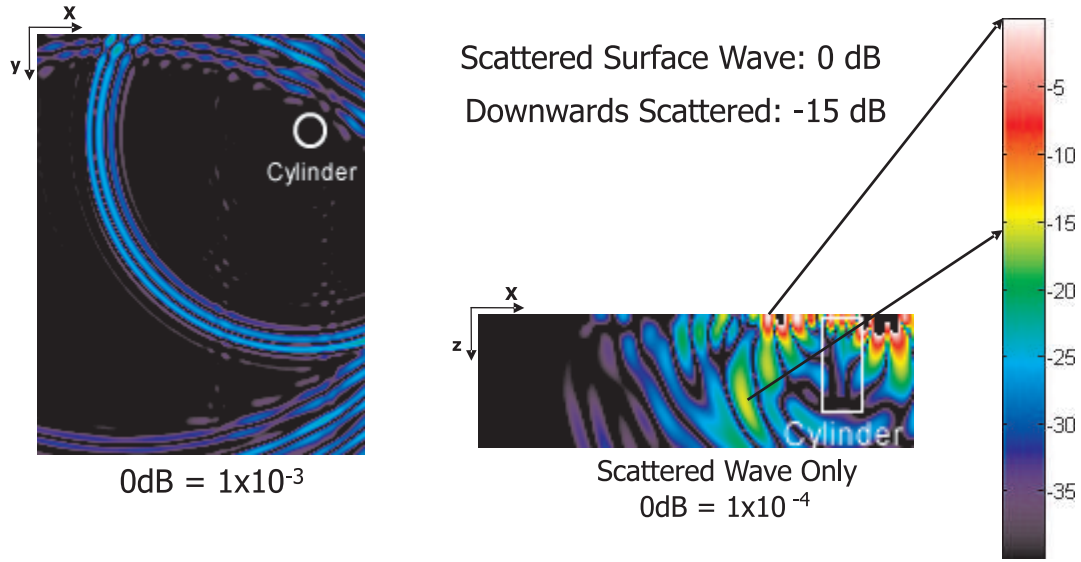 x
y
Cylinder
0dB = 1x10-3
Scattered Surface Wave: 0 dB
Downwards Scattered: -15 dB
x
z
Cylinder
Scattered Wave Only
0dB = 1x10 -4
-5
-10
-15
-20
-25
-30
-35